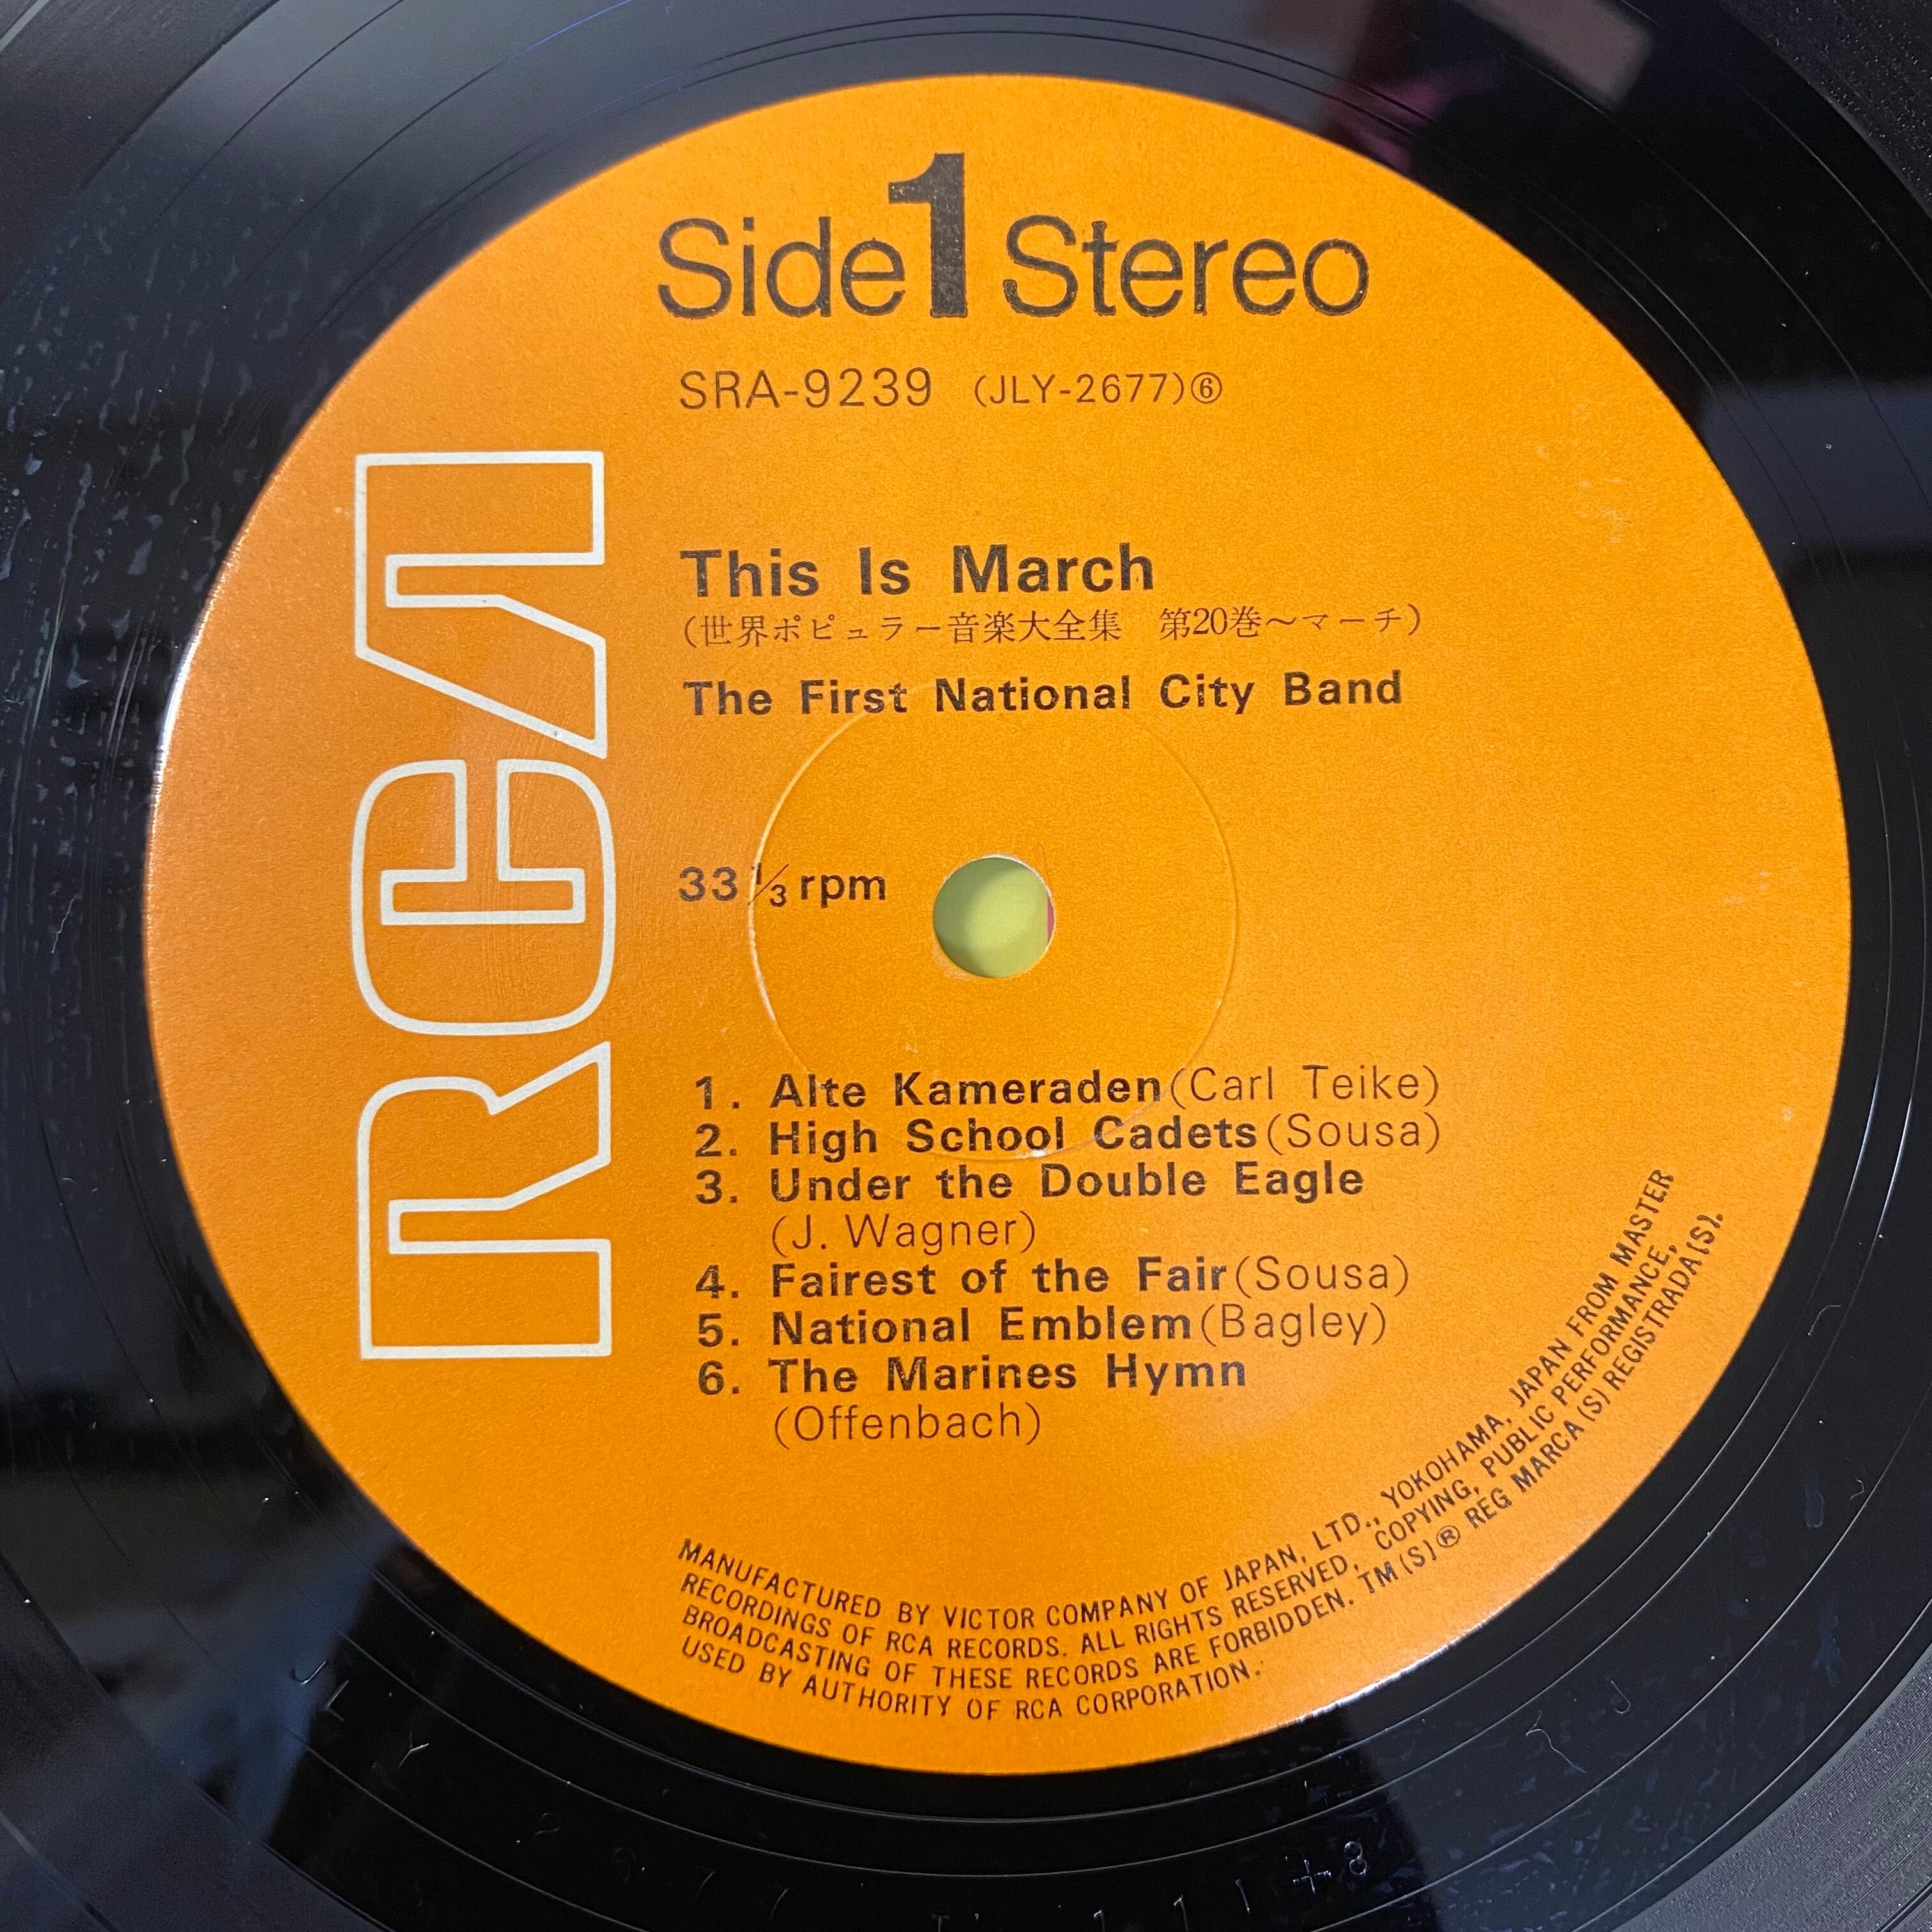 Side 1 Stereo
SRA-9239 (JLY-2677)⑥
RCA
This Is March
(世界ポピュラー音楽大全集 第20巻～マーチ)
The First National City Band
33 1/3 rpm
1. Alte Kameraden (Carl Teike)
2. High School Cadets (Sousa)
3. Under the Double Eagle
(J. Wagner)
4. Fairest of the Fair (Sousa)
5. National Emblem (Bagley)
6. The Marines Hymn
(Offenbach)
MANUFACTURED BY VICTOR COMPANY OF JAPAN, LTD., YOKOHAMA, JAPAN FROM MASTER
RECORDINGS OF RCA RECORDS. ALL RIGHTS RESERVED, COPYING, PUBLIC PERFORMANCE,
BROADCASTING OF THESE RECORDS ARE FORBIDDEN. TM(S)® REG MARCA(S) REGISTRADA(S).
USED BY AUTHORITY OF RCA CORPORATION.